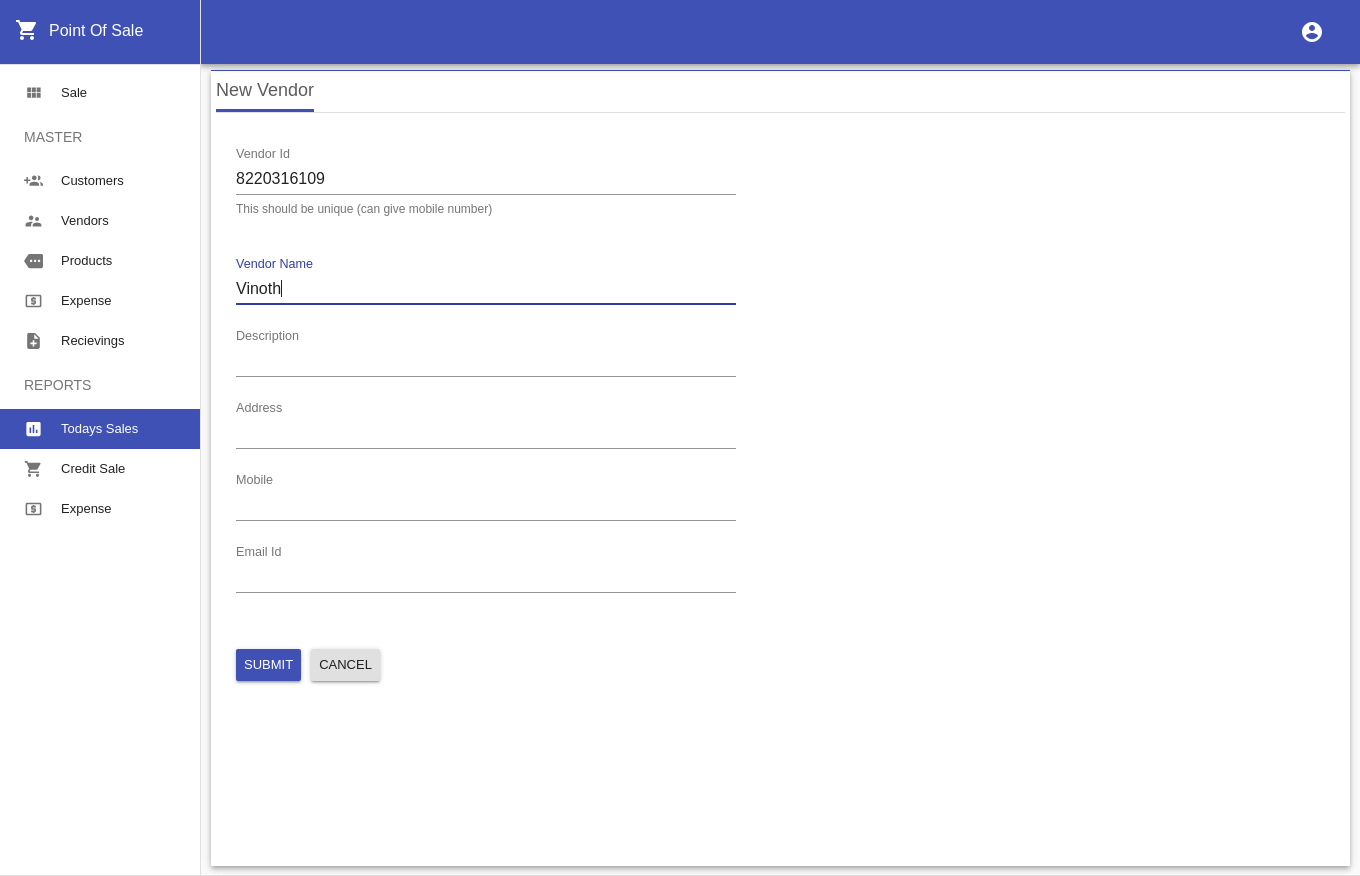 Point Of Sale
Sale
MASTER
Customers
Vendors
Products
Expense
Recievings
REPORTS
Todays Sales
Credit Sale
Expense
New Vendor
Vendor Id
8220316109
This should be unique (can give mobile number)
Vendor Name
Vinoth
Description
Address
Mobile
Email Id
SUBMIT CANCEL